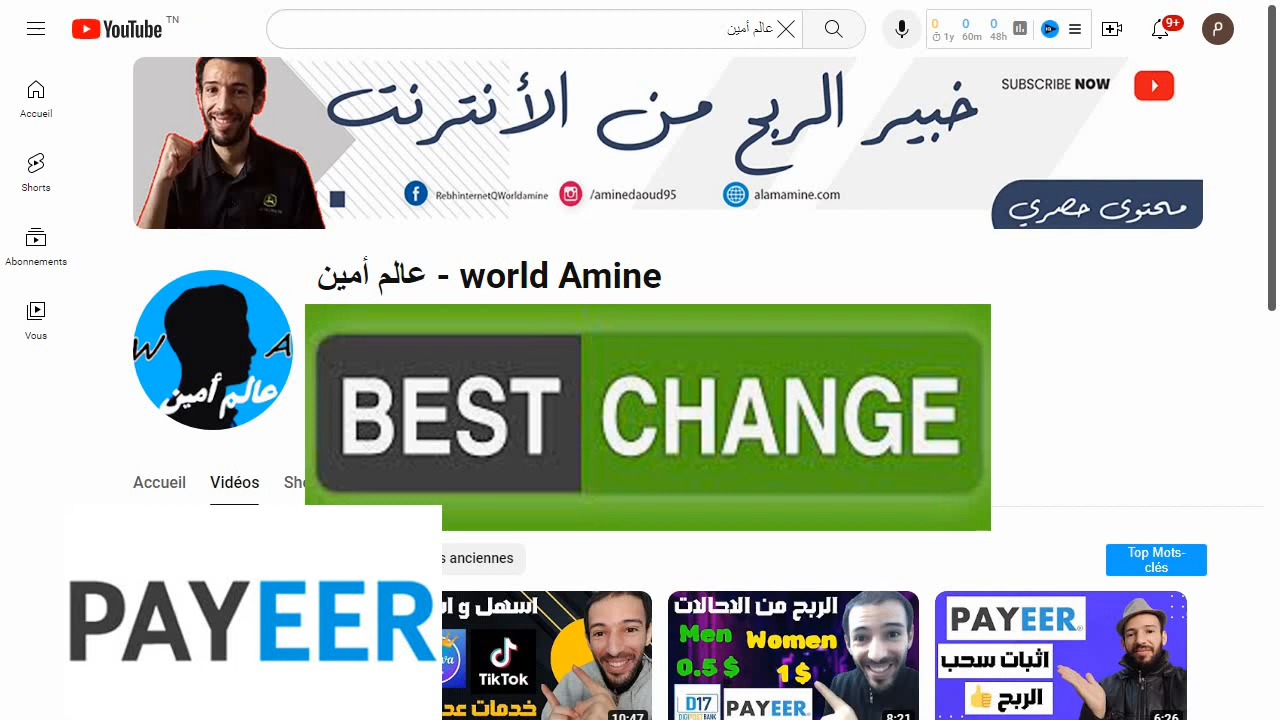 YouTube TN
عالم أمين
0 0 0
1y 60m 48h
9+
Accueil
Shorts
Abonnements
Vous
خبير الربح من الأنترنت
SUBSCRIBE NOW
RebhinternetQWorldamine
/aminedaoud95
alamamine.com
محتوى حصري
عالم أمين - world Amine
W A
عالم أمين
BEST CHANGE
Accueil Vidéos
s anciennes
Top Mots-
clés
PAYEER
اسهل و
TikTok
خدمات
10:47
الربح من الاحالات
Men Women
0.5 $ 1 $
D17
DIGIPOSTBANK
PAYEER
8:21
PAYEER
اثبات سحب
الربح
6:26